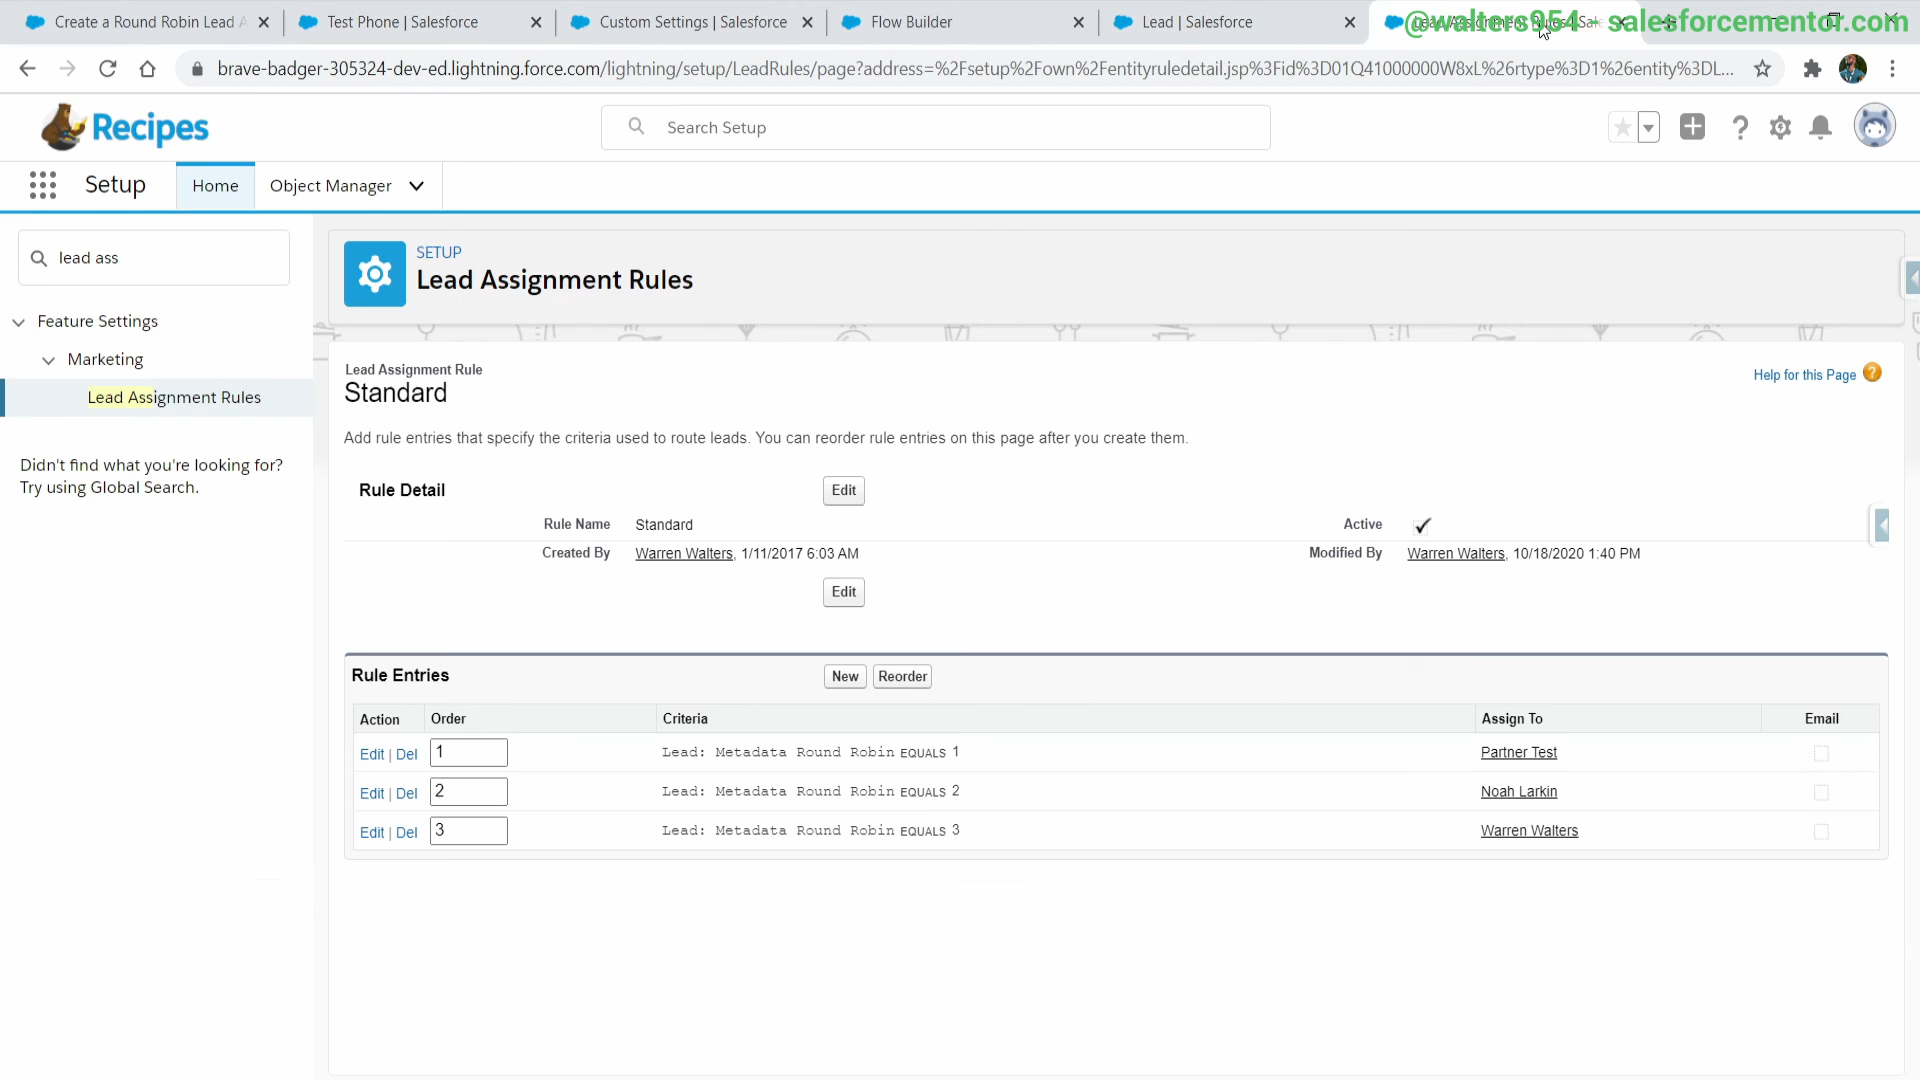 Create a Round Robin Lead A
Test Phone | Salesforce
Custom Settings | Salesforce
Flow Builder
Lead | Salesforce
Lead Assignment Rules | Sale
@walters954 - salesforcementor.com
brave-badger-305324-dev-ed.lightning.force.com/lightning/setup/LeadRules/page?address=%2Fsetup%2Fown%2Fentityruledetail.jsp%3Fid%3D01Q41000000W8xL%26rtype%3D1%26entity%3DL...
Recipes
Search Setup
Setup
Home
Object Manager
lead ass
SETUP
Lead Assignment Rules
Feature Settings
Marketing
Lead Assignment Rules
Didn't find what you're looking for?
Try using Global Search.
Lead Assignment Rule
Standard
Help for this Page
Add rule entries that specify the criteria used to route leads. You can reorder rule entries on this page after you create them.
Rule Detail
Edit
Rule Name Standard Active
Created By Warren Walters, 1/11/2017 6:03 AM Modified By Warren Walters, 10/18/2020 1:40 PM
Edit
Rule Entries
New Reorder
Action Order Criteria Assign To Email
Edit | Del 1 Lead: Metadata Round Robin EQUALS 1 Partner Test
Edit | Del 2 Lead: Metadata Round Robin EQUALS 2 Noah Larkin
Edit | Del 3 Lead: Metadata Round Robin EQUALS 3 Warren Walters